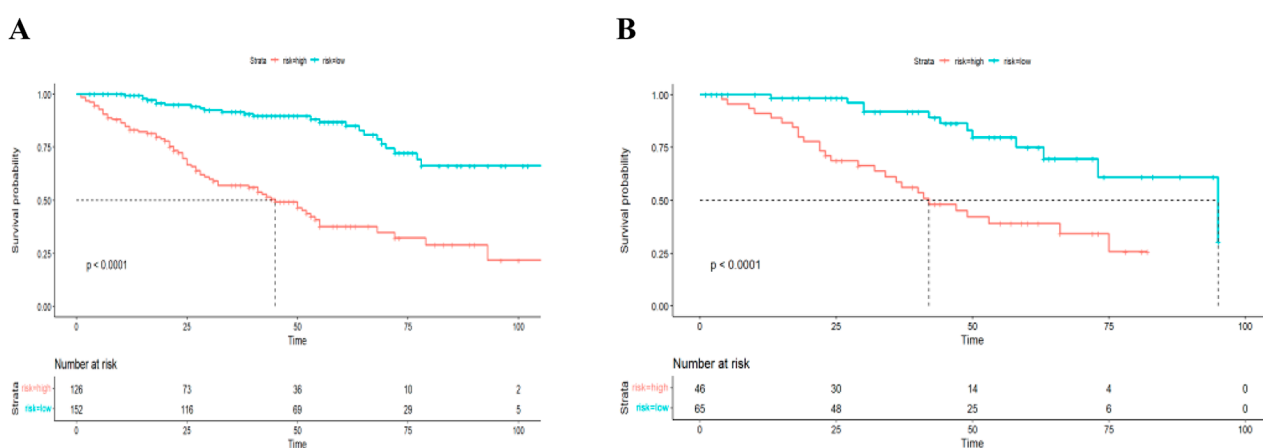 A
Strata risk=high risk=low
1.00
0.75
0.50
0.25
0.00
Survival probability
p < 0.0001
0 25 50 75 100
Time
Number at risk
Strata
risk=high 126 73 36 10 2
risk=low 152 116 69 29 5
0 25 50 75 100
Time
B
Strata risk=high risk=low
1.00
0.75
0.50
0.25
0.00
Survival probability
p < 0.0001
0 25 50 75 100
Time
Number at risk
Strata
risk=high 46 30 14 4 0
risk=low 65 48 25 6 0
0 25 50 75 100
Time